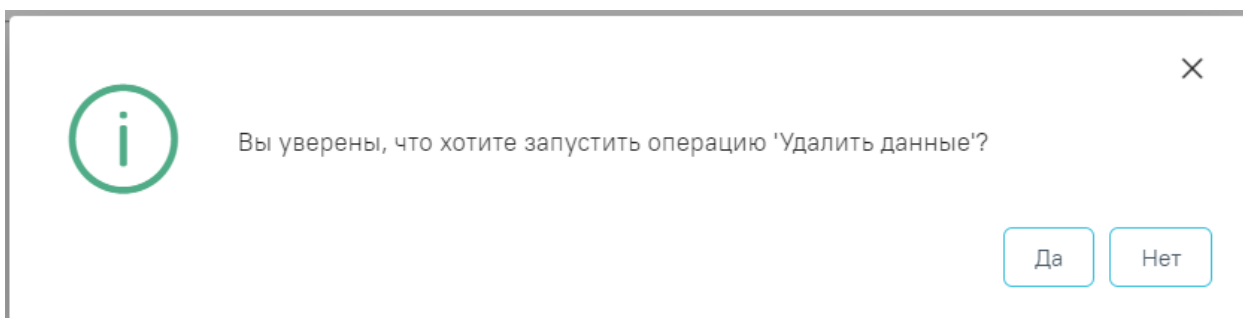 Вы уверены, что хотите запустить операцию 'Удалить данные'?
Да Нет